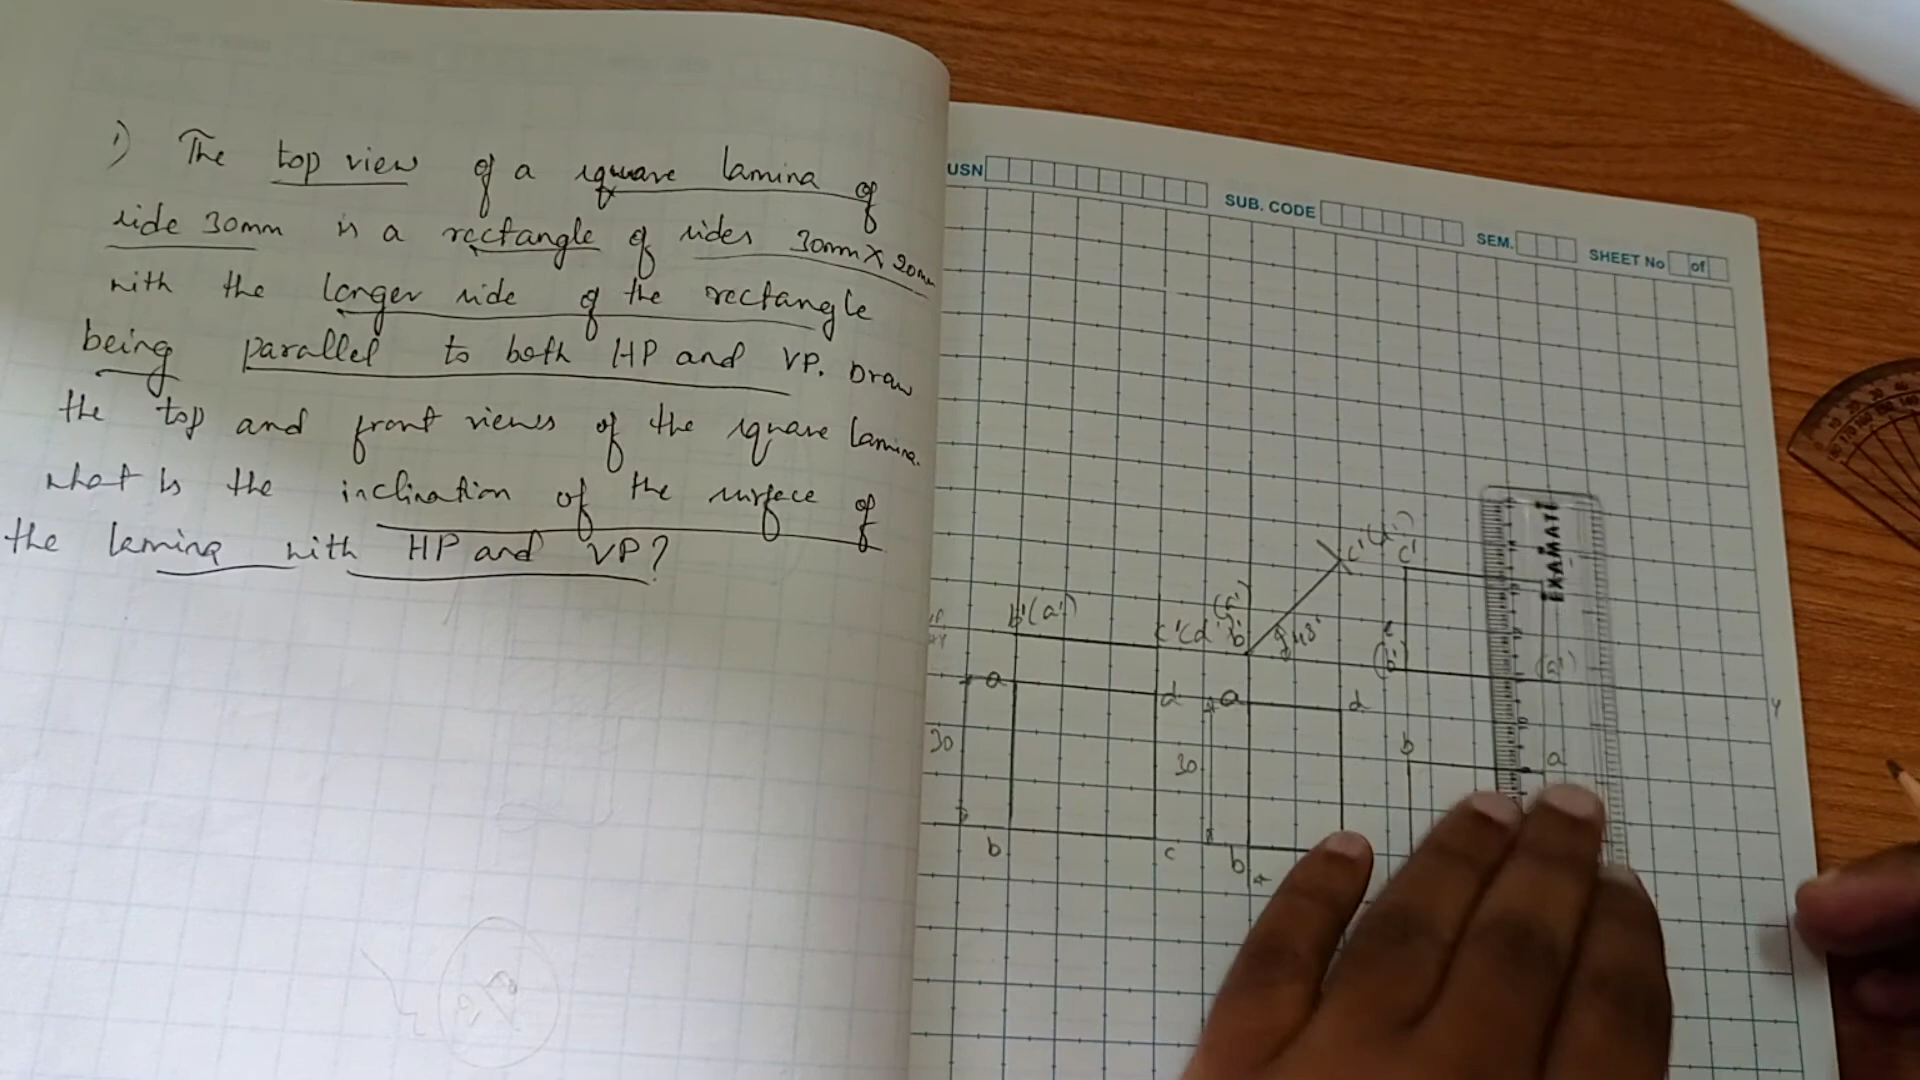 1) The top view of a square lamina of
side 30mm is a rectangle of sides 30mm X 20mm
with the longer side of the rectangle
being parallel to both HP and VP. Draw
the top and front views of the square lamina.
what is the inclination of the surface of
the lamina with HP and VP?
USN
SUB. CODE
SEM.
SHEET No of
EXAMATE
c'(d')
c'
(a')
b'(a')
c'(d'
b'
48°
(b')
(a')
Y
a
d
a
d
30
30
b
a
b
c
b